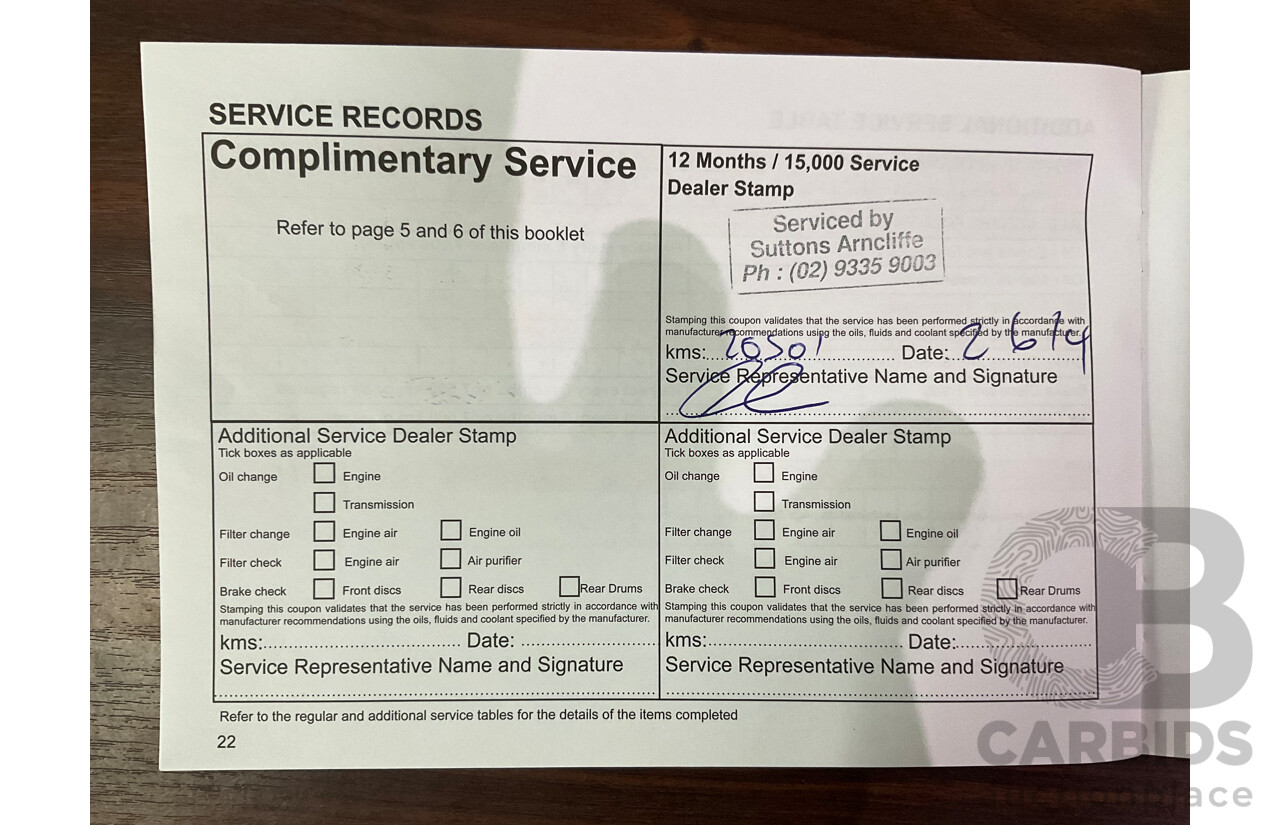 SERVICE RECORDS
Complimentary Service
Refer to page 5 and 6 of this booklet
12 Months / 15,000 Service
Dealer Stamp
Serviced by
Suttons Arncliffe
Ph : (02) 9335 9003
Stamping this coupon validates that the service has been performed strictly in accordance with
manufacturer recommendations using the oils, fluids and coolant specified by the manufacturer.
kms: 20501 Date: 2 6 14
Service Representative Name and Signature
Additional Service Dealer Stamp
Tick boxes as applicable
Oil change Engine
Transmission
Filter change Engine air Engine oil
Filter check Engine air Air purifier
Brake check Front discs Rear discs Rear Drums
Stamping this coupon validates that the service has been performed strictly in accordance with
manufacturer recommendations using the oils, fluids and coolant specified by the manufacturer.
kms: Date:
Service Representative Name and Signature
Additional Service Dealer Stamp
Tick boxes as applicable
Oil change Engine
Transmission
Filter change Engine air Engine oil
Filter check Engine air Air purifier
Brake check Front discs Rear discs Rear Drums
Stamping this coupon validates that the service has been performed strictly in accordance with
manufacturer recommendations using the oils, fluids and coolant specified by the manufacturer.
kms: Date:
Service Representative Name and Signature
Refer to the regular and additional service tables for the details of the items completed
22
CB
CARBIDS